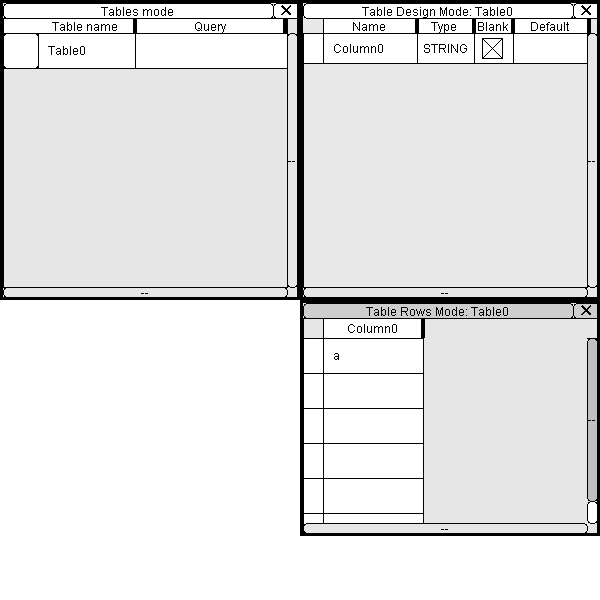 Tables mode
Table name Query
Table0
--
--
Table Design Mode: Table0
Name Type Blank Default
Column0 STRING
--
--
Table Rows Mode: Table0
Column0
a
--
--